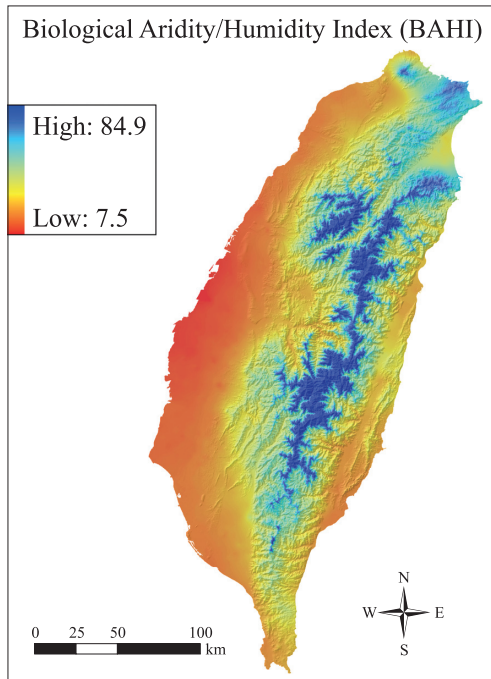 Biological Aridity/Humidity Index (BAHI)
High: 84.9
Low: 7.5
N
W E
S
0 25 50 100
km